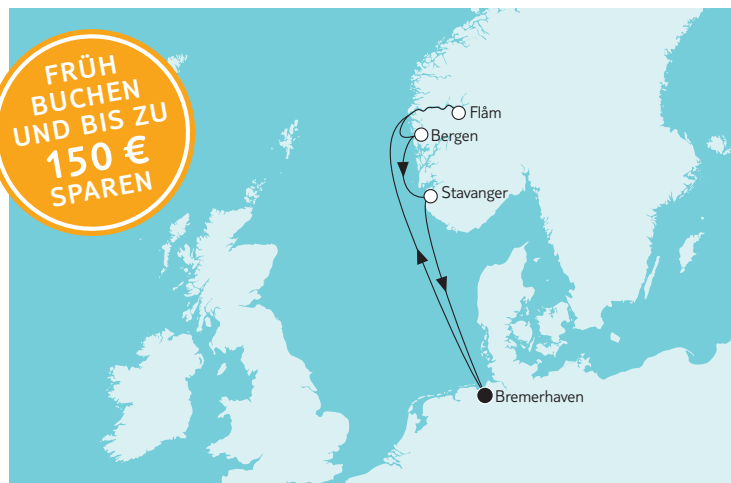 FRÜH
BUCHEN
UND BIS ZU
150 €
SPAREN
Flåm
Bergen
Stavanger
Bremerhaven